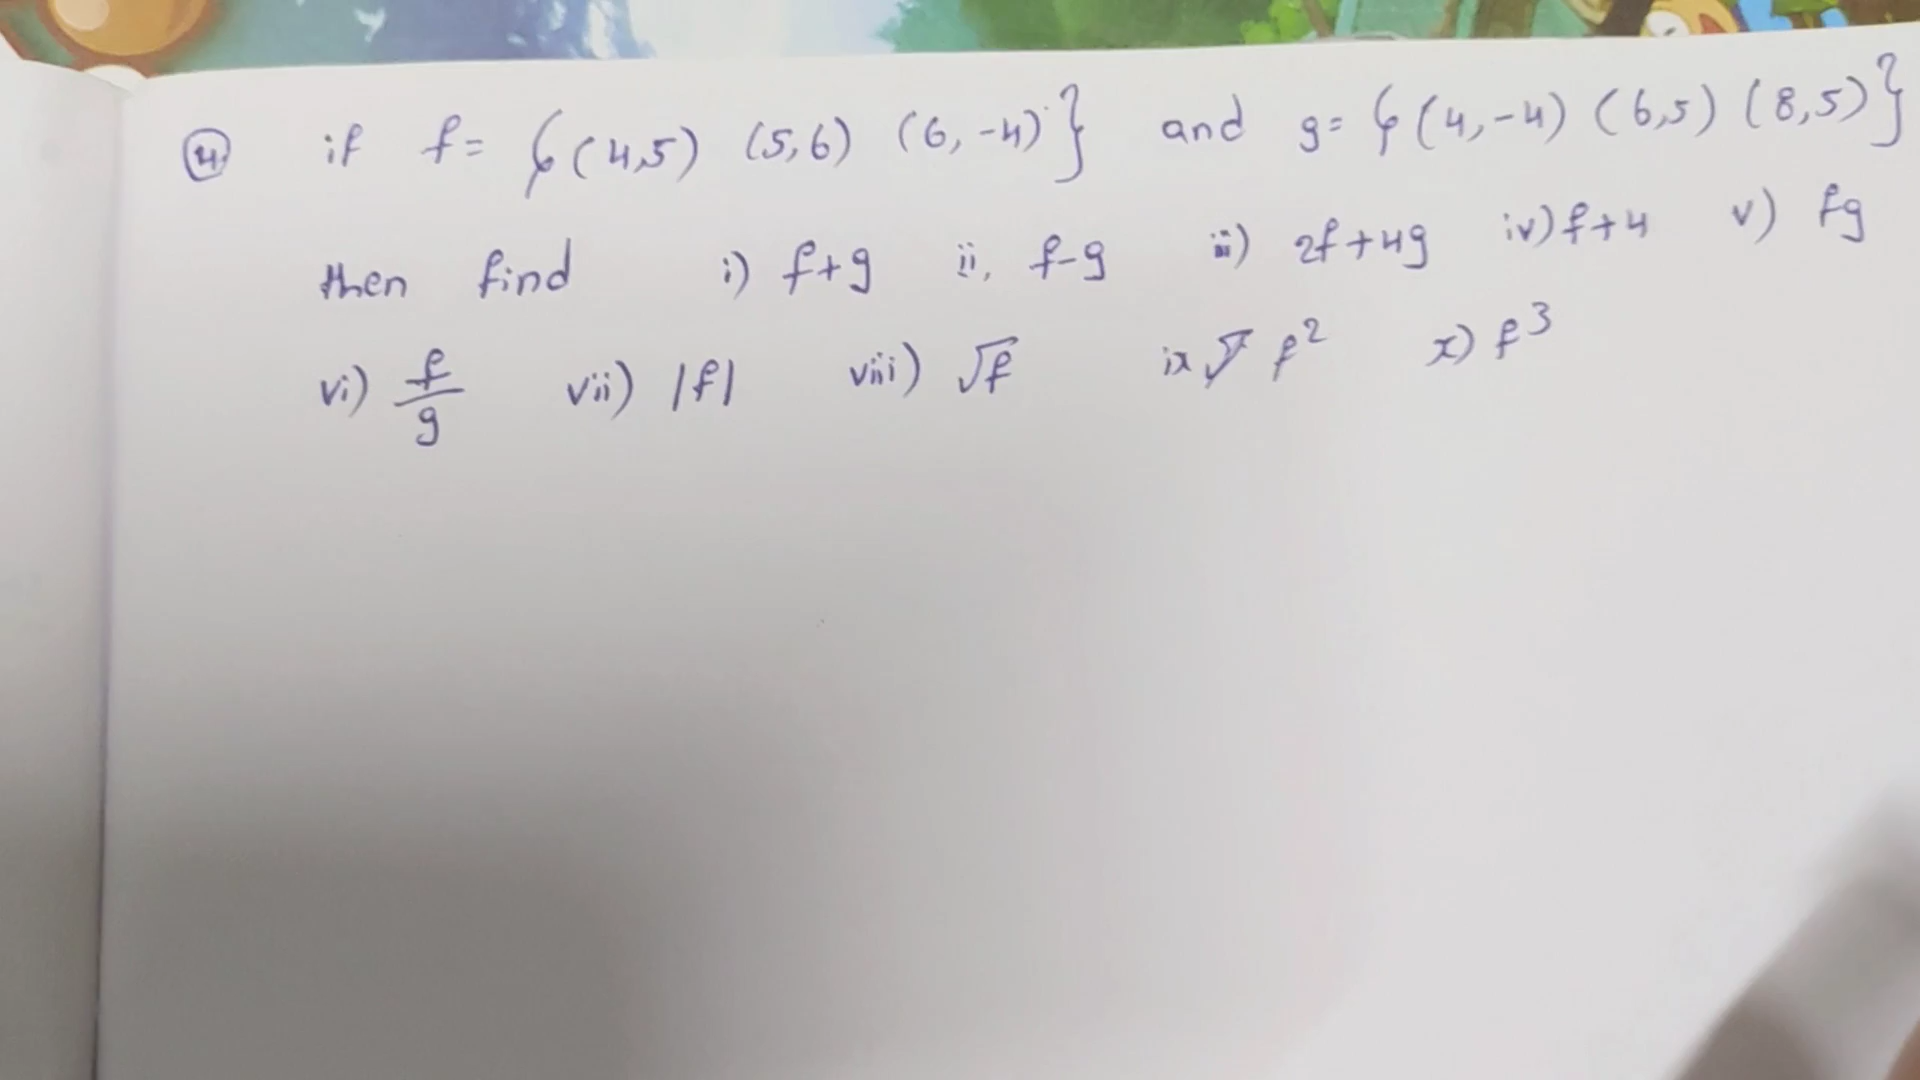 ④ if f= {(4,5) (5,6) (6,-4)} and g= {(4,-4) (6,5) (8,5)}
then find i) f+g ii, f-g iii) 2f+4g iv) f+4 v) fg
vi) f/g vii) |f| viii) √f ix) f² x) f³